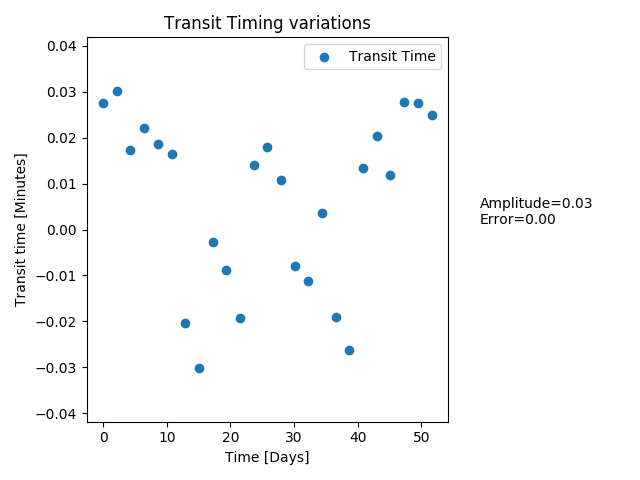 Transit Timing variations
Transit Time
Transit time [Minutes]
0.04
0.03
0.02
0.01
0.00
−0.01
−0.02
−0.03
−0.04
0 10 20 30 40 50
Time [Days]
Amplitude=0.03
Error=0.00